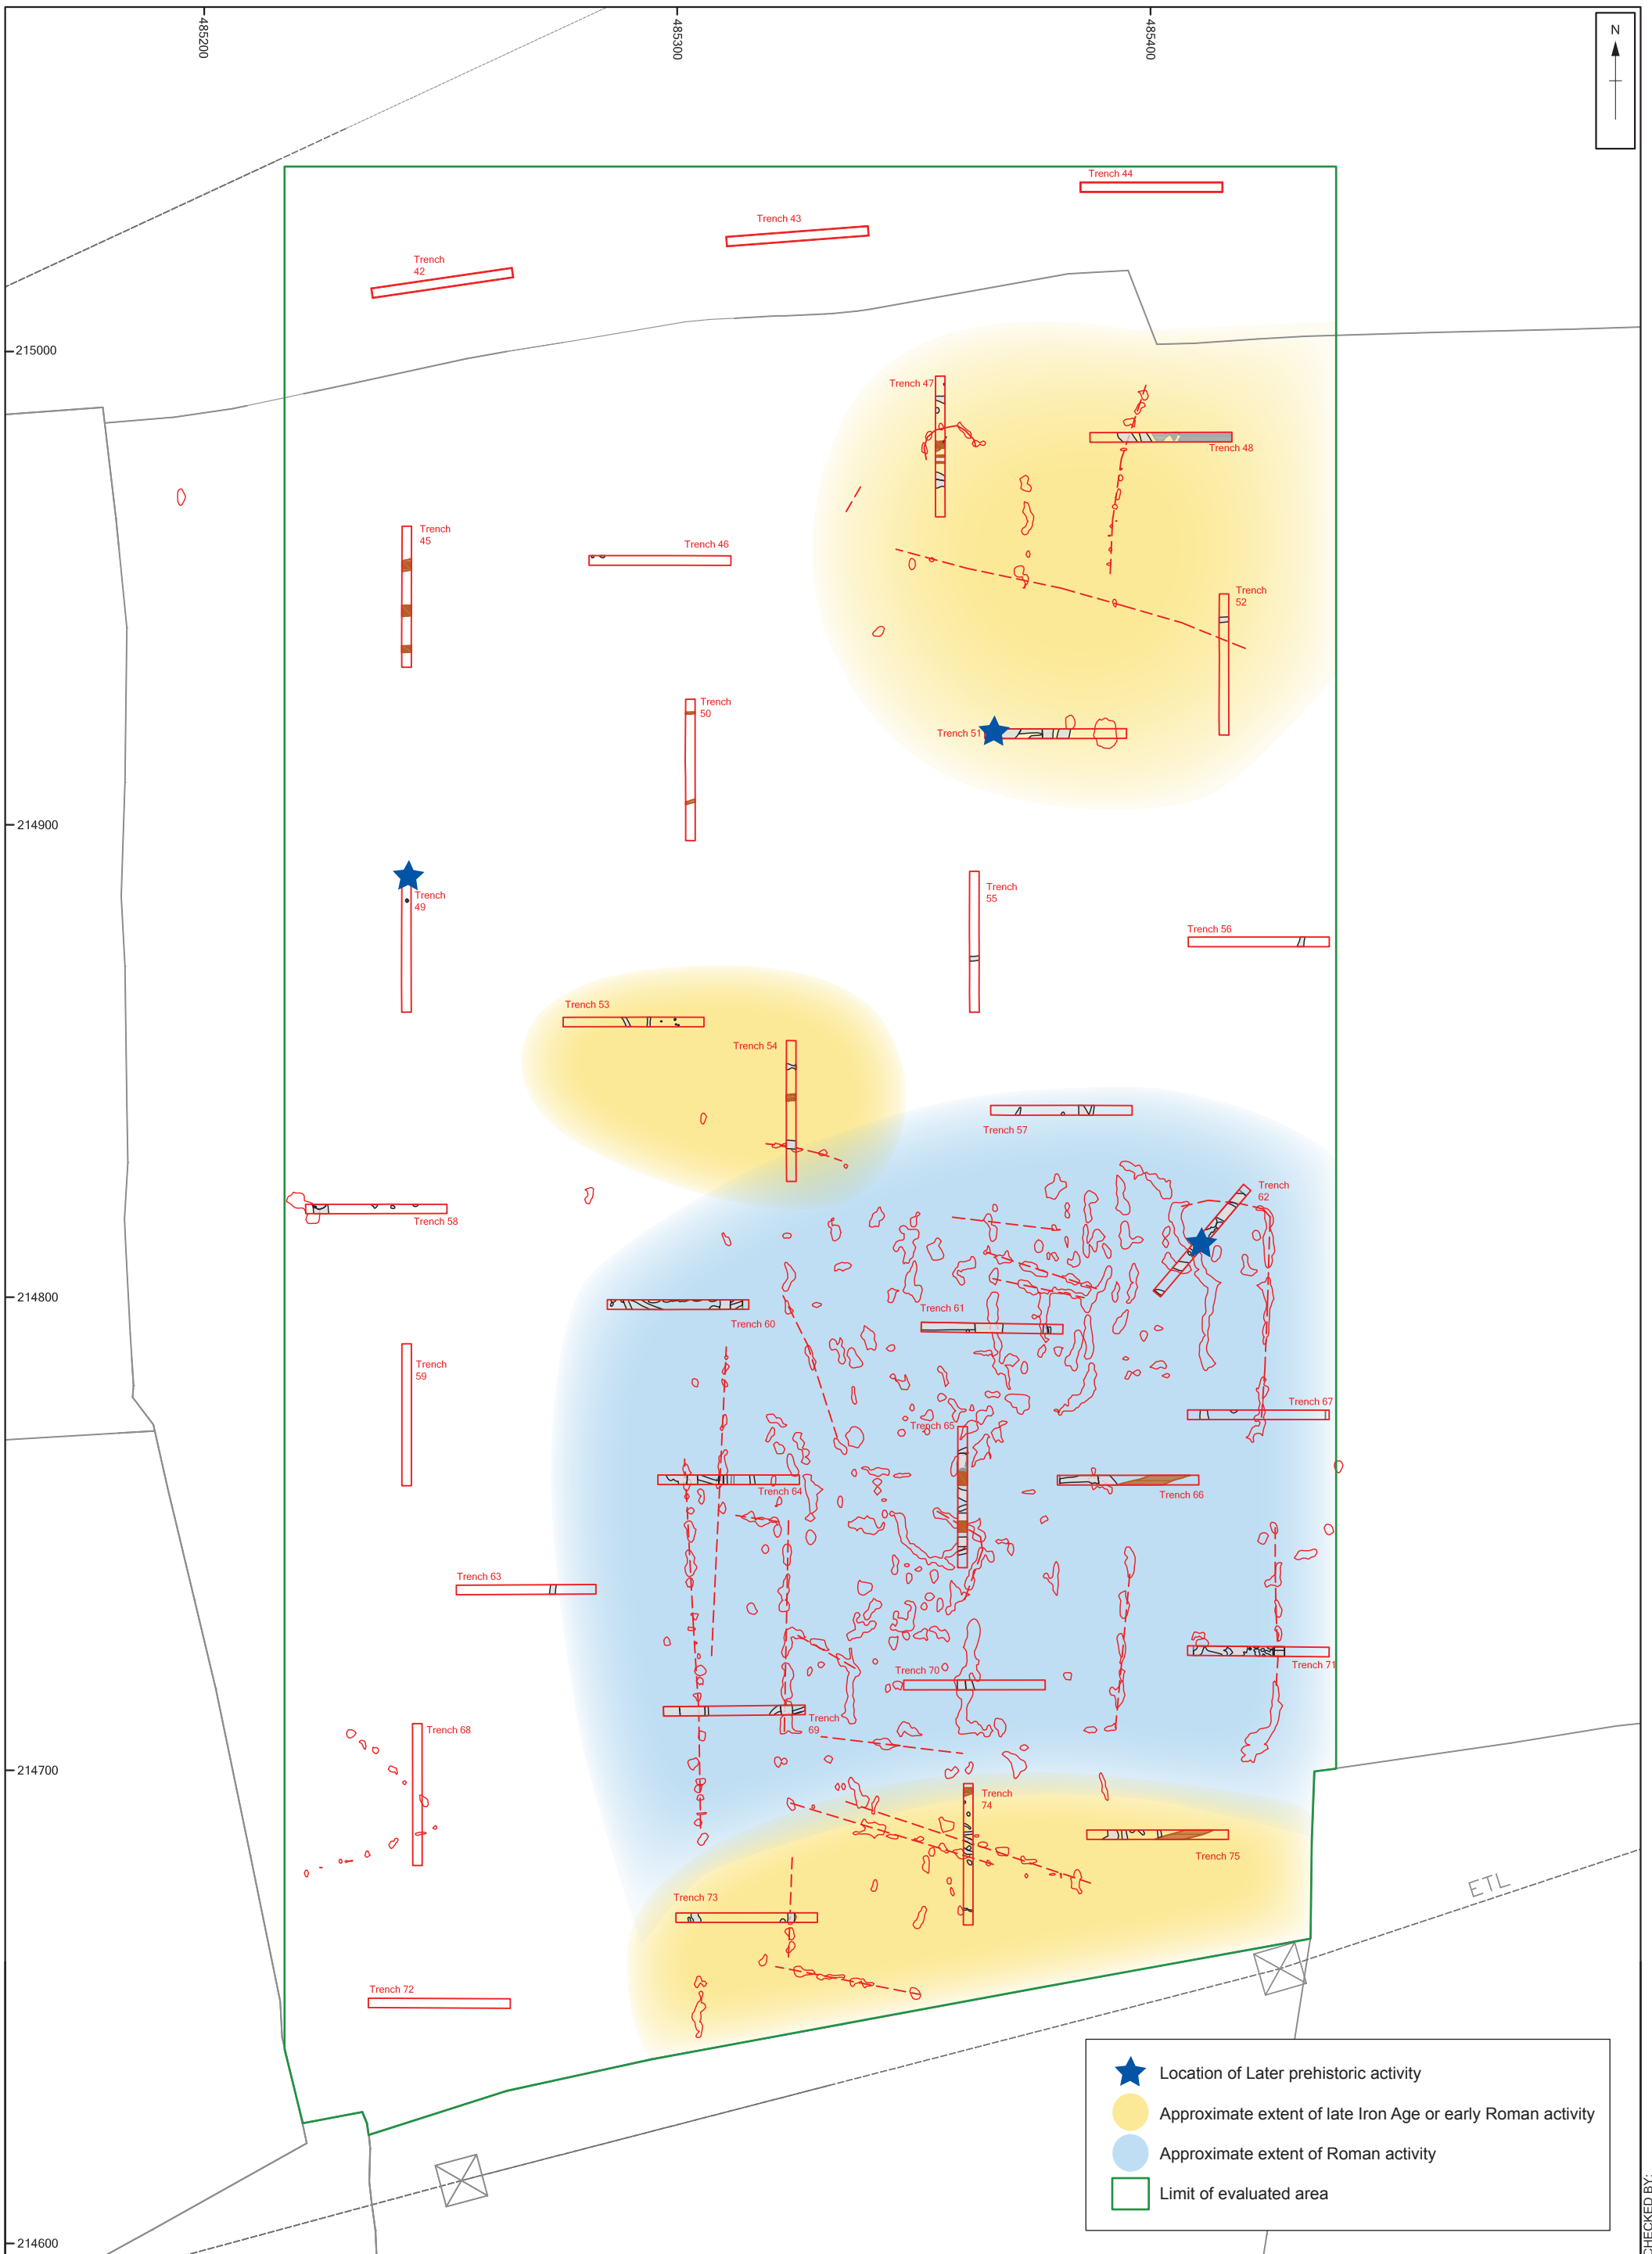 485200
485300
485400
N
Trench 44
Trench 43
Trench
42
215000
Trench 47
Trench 48
Trench
45
Trench 46
Trench
52
Trench
50
Trench 51
214900
Trench
49
Trench
55
Trench 56
Trench 53
Trench 54
Trench 57
Trench
62
Trench 58
214800
Trench 61
Trench 60
Trench
59
Trench 67
Trench 65
Trench 64
Trench 66
Trench 63
Trench 71
Trench 70
Trench
69
Trench 68
214700
Trench
74
Trench 75
ETL
Trench 73
Trench 72
Location of Later prehistoric activity
Approximate extent of late Iron Age or early Roman activity
Approximate extent of Roman activity
Limit of evaluated area
214600
CHECKED BY: